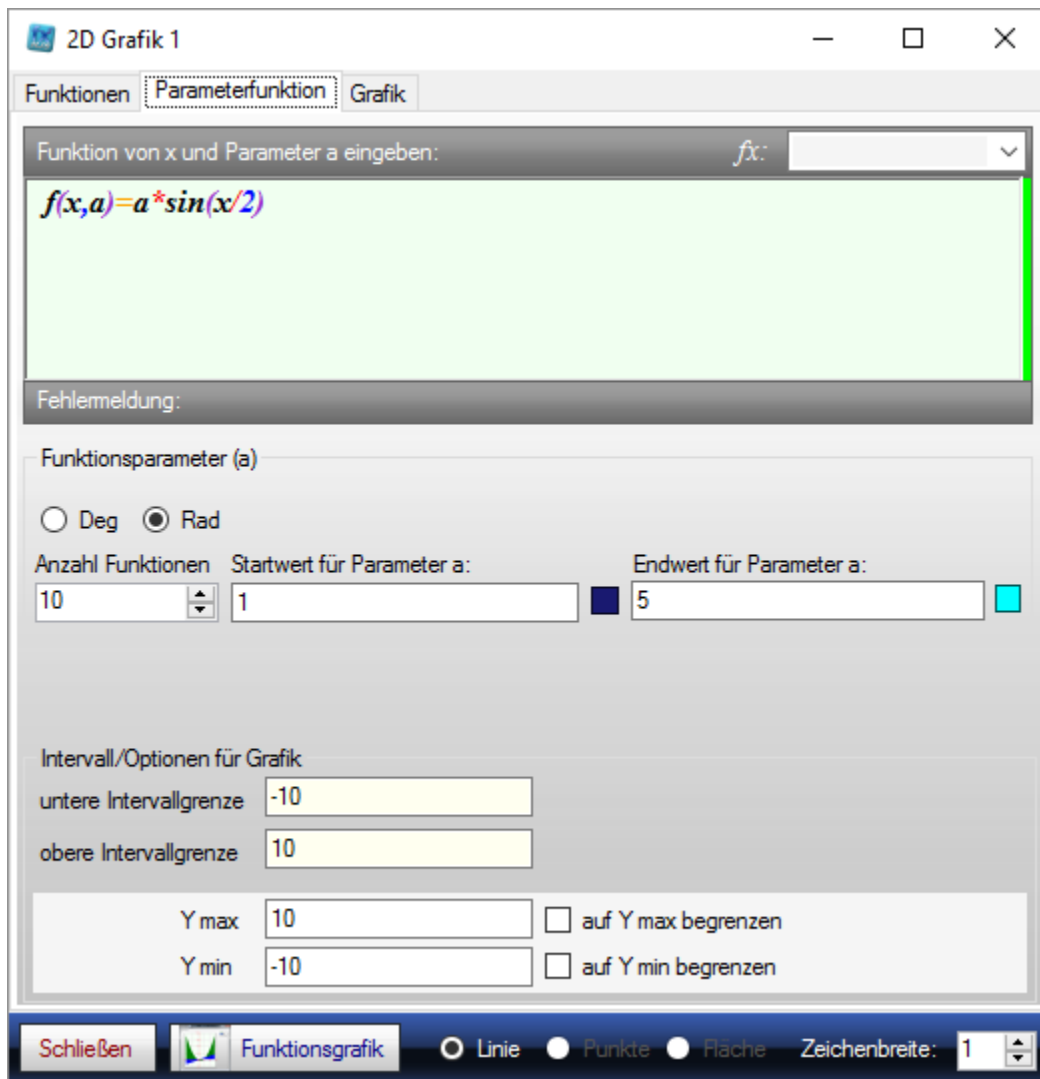 2D Grafik 1
Funktionen Parameterfunktion Grafik
Funktion von x und Parameter a eingeben: fx:
f(x,a)=a*sin(x/2)
Fehlermeldung:
Funktionsparameter (a)
Deg Rad
Anzahl Funktionen Startwert für Parameter a: Endwert für Parameter a:
10 1 5
Intervall/Optionen für Grafik
untere Intervallgrenze -10
obere Intervallgrenze 10
Y max 10 auf Y max begrenzen
Y min -10 auf Y min begrenzen
Schließen Funktionsgrafik Linie Punkte Fläche Zeichenbreite: 1